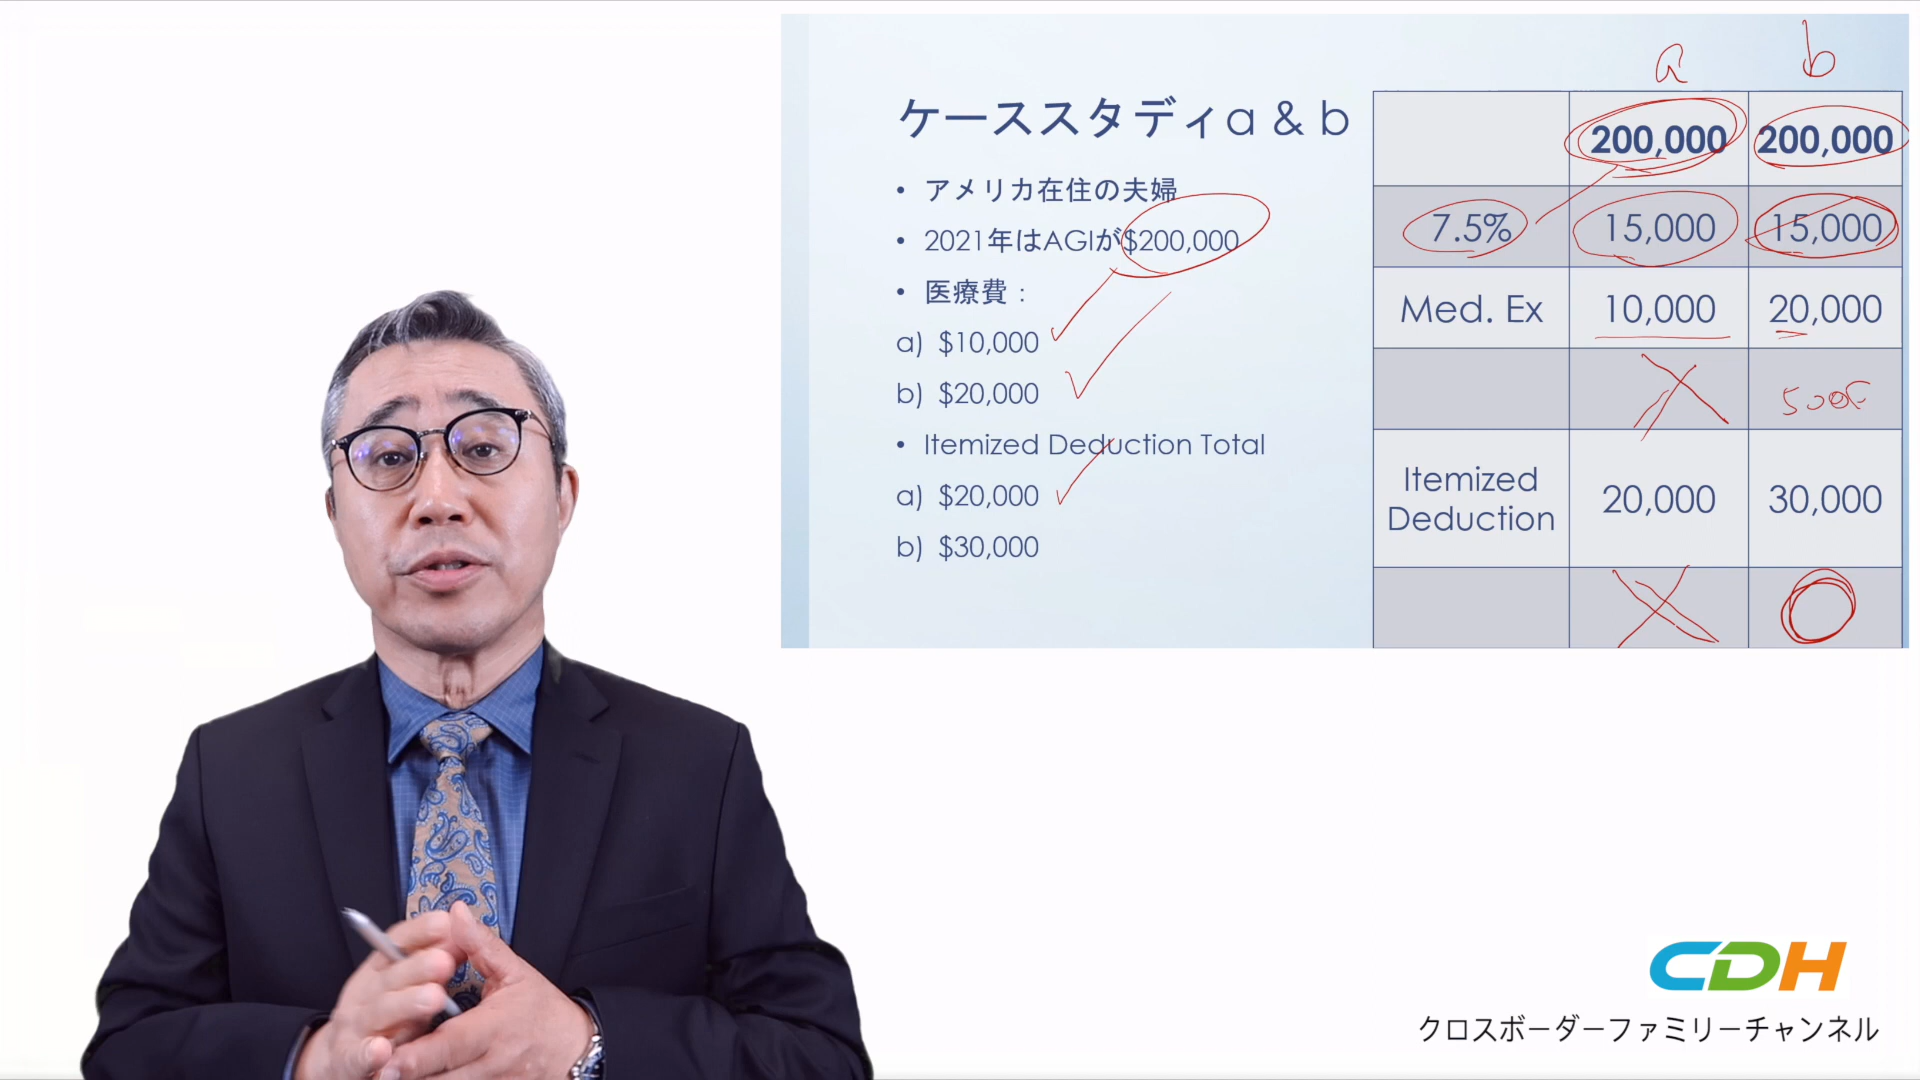 ケーススタディa & b
• アメリカ在住の夫婦
• 2021年はAGIが$200,000
• 医療費：
a) $10,000
b) $20,000
• Itemized Deduction Total
a) $20,000
b) $30,000
a b
200,000 200,000
7.5% 15,000 15,000
Med. Ex 10,000 20,000
Itemized
Deduction 20,000 30,000
CDH
クロスボーダーファミリーチャンネル